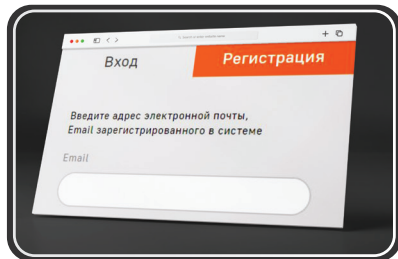 Вход
Регистрация
Введите адрес электронной почты,
Email зарегистрированного в системе
Email